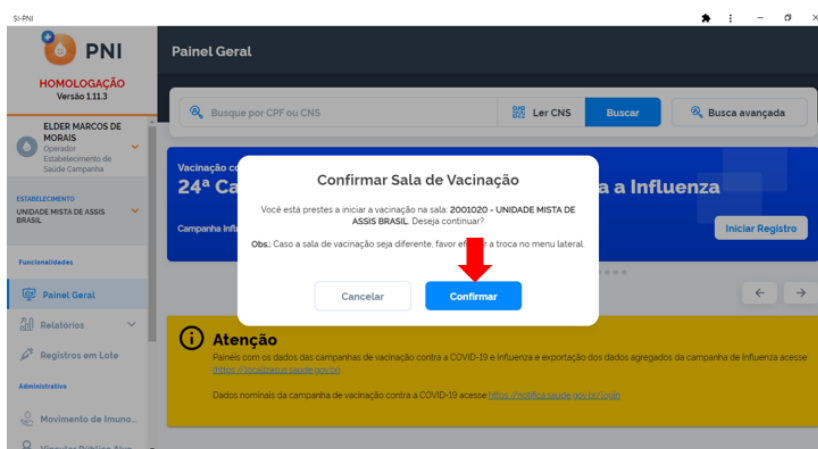 SI-PNI
PNI
HOMOLOGAÇÃO
Versão 1.11.3
ELDER MARCOS DE
MORAIS
Operador
Estabelecimento de
Saúde Campanha
ESTABELECIMENTO
UNIDADE MISTA DE ASSIS
BRASIL
Funcionalidades
Painel Geral
Relatórios
Registros em Lote
Administrativo
Movimento de Imuno...
Painel Geral
Busque por CPF ou CNS
Ler CNS
Buscar
Busca avançada
Vacinação co
24ª Ca
a a Influenza
Campanha Infl
Iniciar Registro
Confirmar Sala de Vacinação
Você está prestes a iniciar a vacinação na sala: 2001020 - UNIDADE MISTA DE
ASSIS BRASIL. Deseja continuar?
Obs.: Caso a sala de vacinação seja diferente, favor a troca no menu lateral.
Cancelar
Confirmar
Atenção
Painéis com os dados das campanhas de vacinação contra a COVID-19 e Influenza e exportação dos dados agregados da campanha de Influenza acesse
(https://localizasus.saude.gov.br)
Dados nominais da campanha de vacinação contra a COVID-19 acesse:https://notifica.saude.gov.br/login